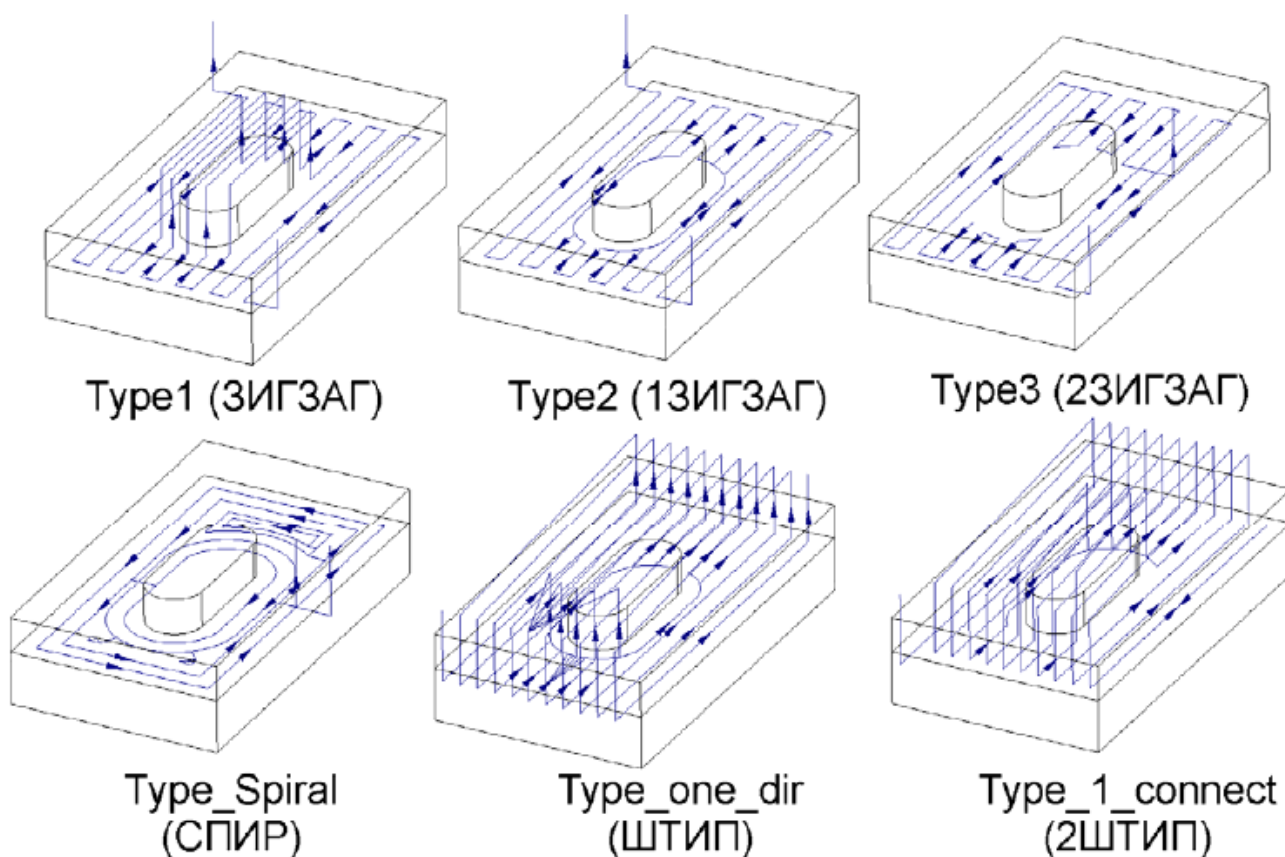 Type1 (ЗИГЗАГ)
Type2 (1ЗИГЗАГ)
Type3 (2ЗИГЗАГ)
Type_Spiral
(СПИР)
Type_one_dir
(ШТИП)
Type_1_connect
(2ШТИП)